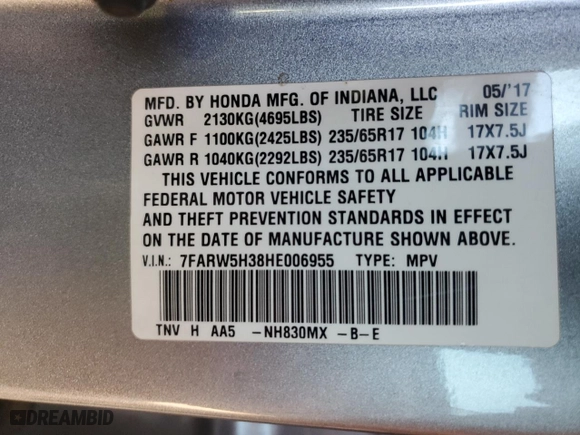 MFD. BY HONDA MFG. OF INDIANA, LLC 05/'17
GVWR 2130KG(4695LBS) TIRE SIZE RIM SIZE
GAWR F 1100KG(2425LBS) 235/65R17 104H 17X7.5J
GAWR R 1040KG(2292LBS) 235/65R17 104H 17X7.5J
THIS VEHICLE CONFORMS TO ALL APPLICABLE
FEDERAL MOTOR VEHICLE SAFETY
AND THEFT PREVENTION STANDARDS IN EFFECT
ON THE DATE OF MANUFACTURE SHOWN ABOVE.
V.I.N.: 7FARW5H38HE006955 TYPE: MPV
TNV H AA5 -NH830MX -B-E
DREAMBID